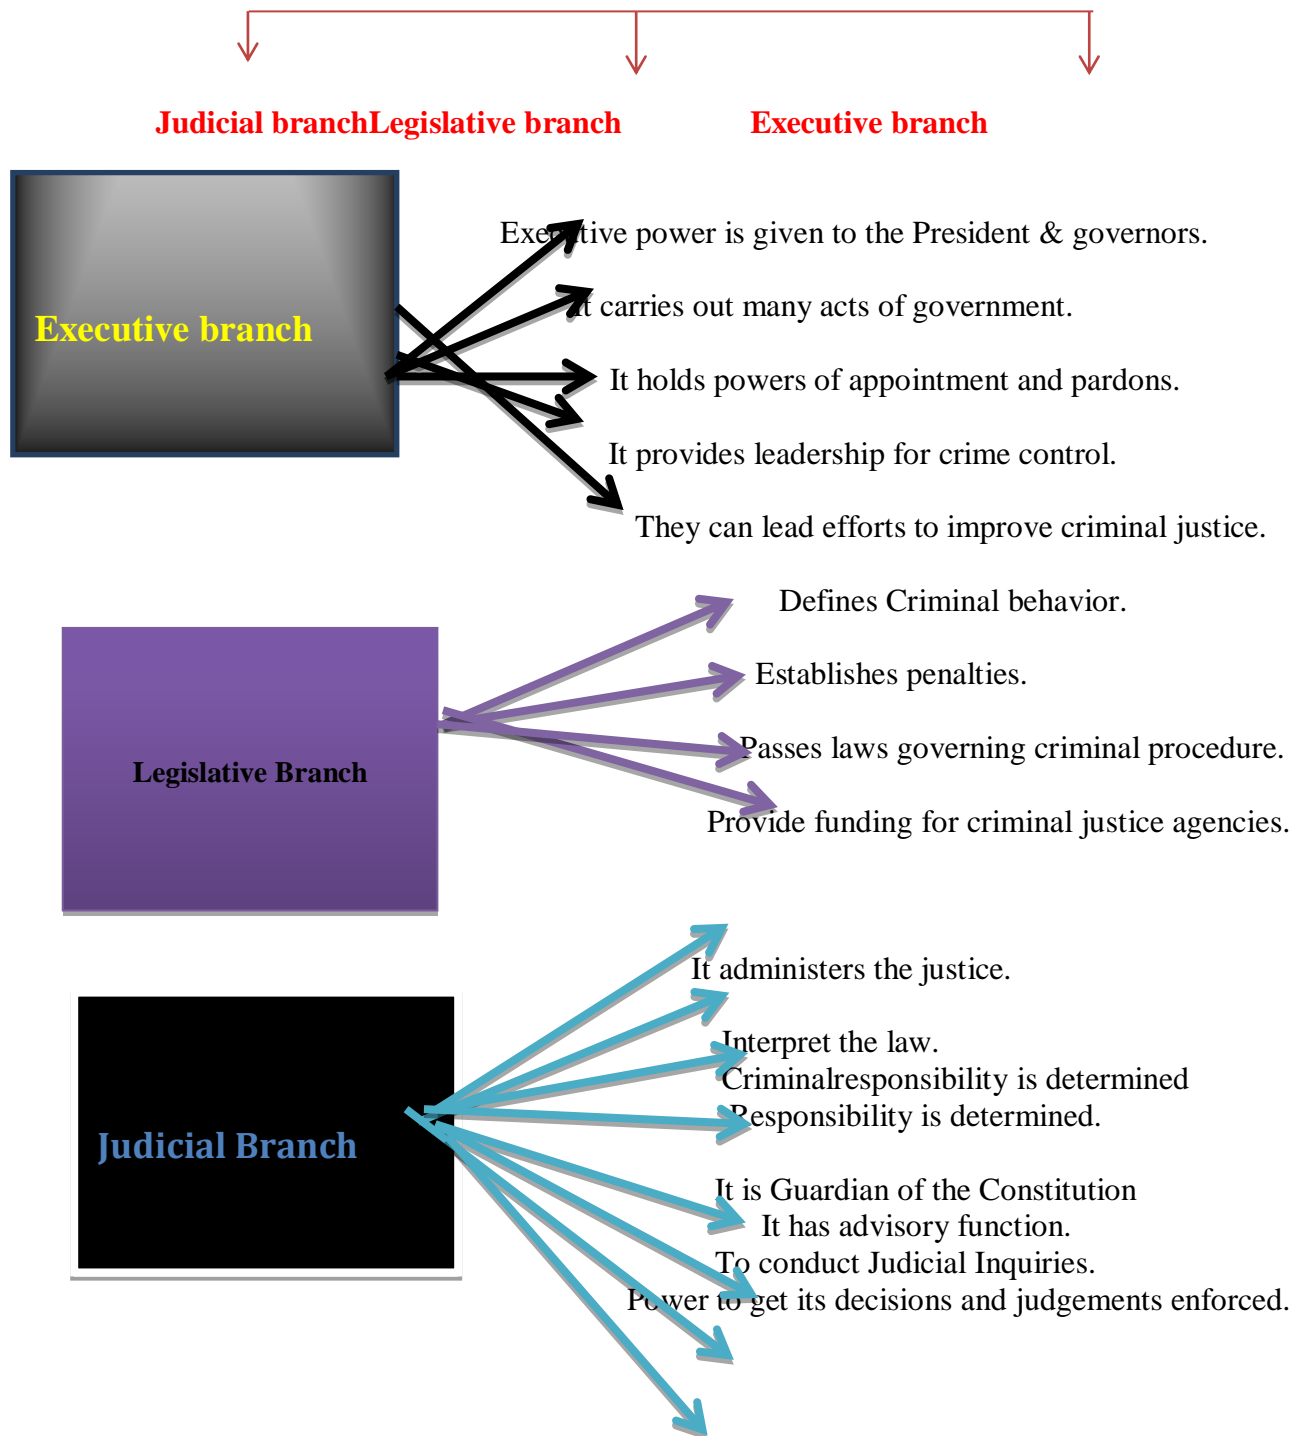 Judicial branchLegislative branch Executive branch
Executive branch
Executive power is given to the President & governors.
It carries out many acts of government.
It holds powers of appointment and pardons.
It provides leadership for crime control.
They can lead efforts to improve criminal justice.
Legislative Branch
Defines Criminal behavior.
Establishes penalties.
Passes laws governing criminal procedure.
Provide funding for criminal justice agencies.
Judicial Branch
It administers the justice.
Interpret the law.
Criminalresponsibility is determined
Responsibility is determined.
It is Guardian of the Constitution
It has advisory function.
To conduct Judicial Inquiries.
Power to get its decisions and judgements enforced.